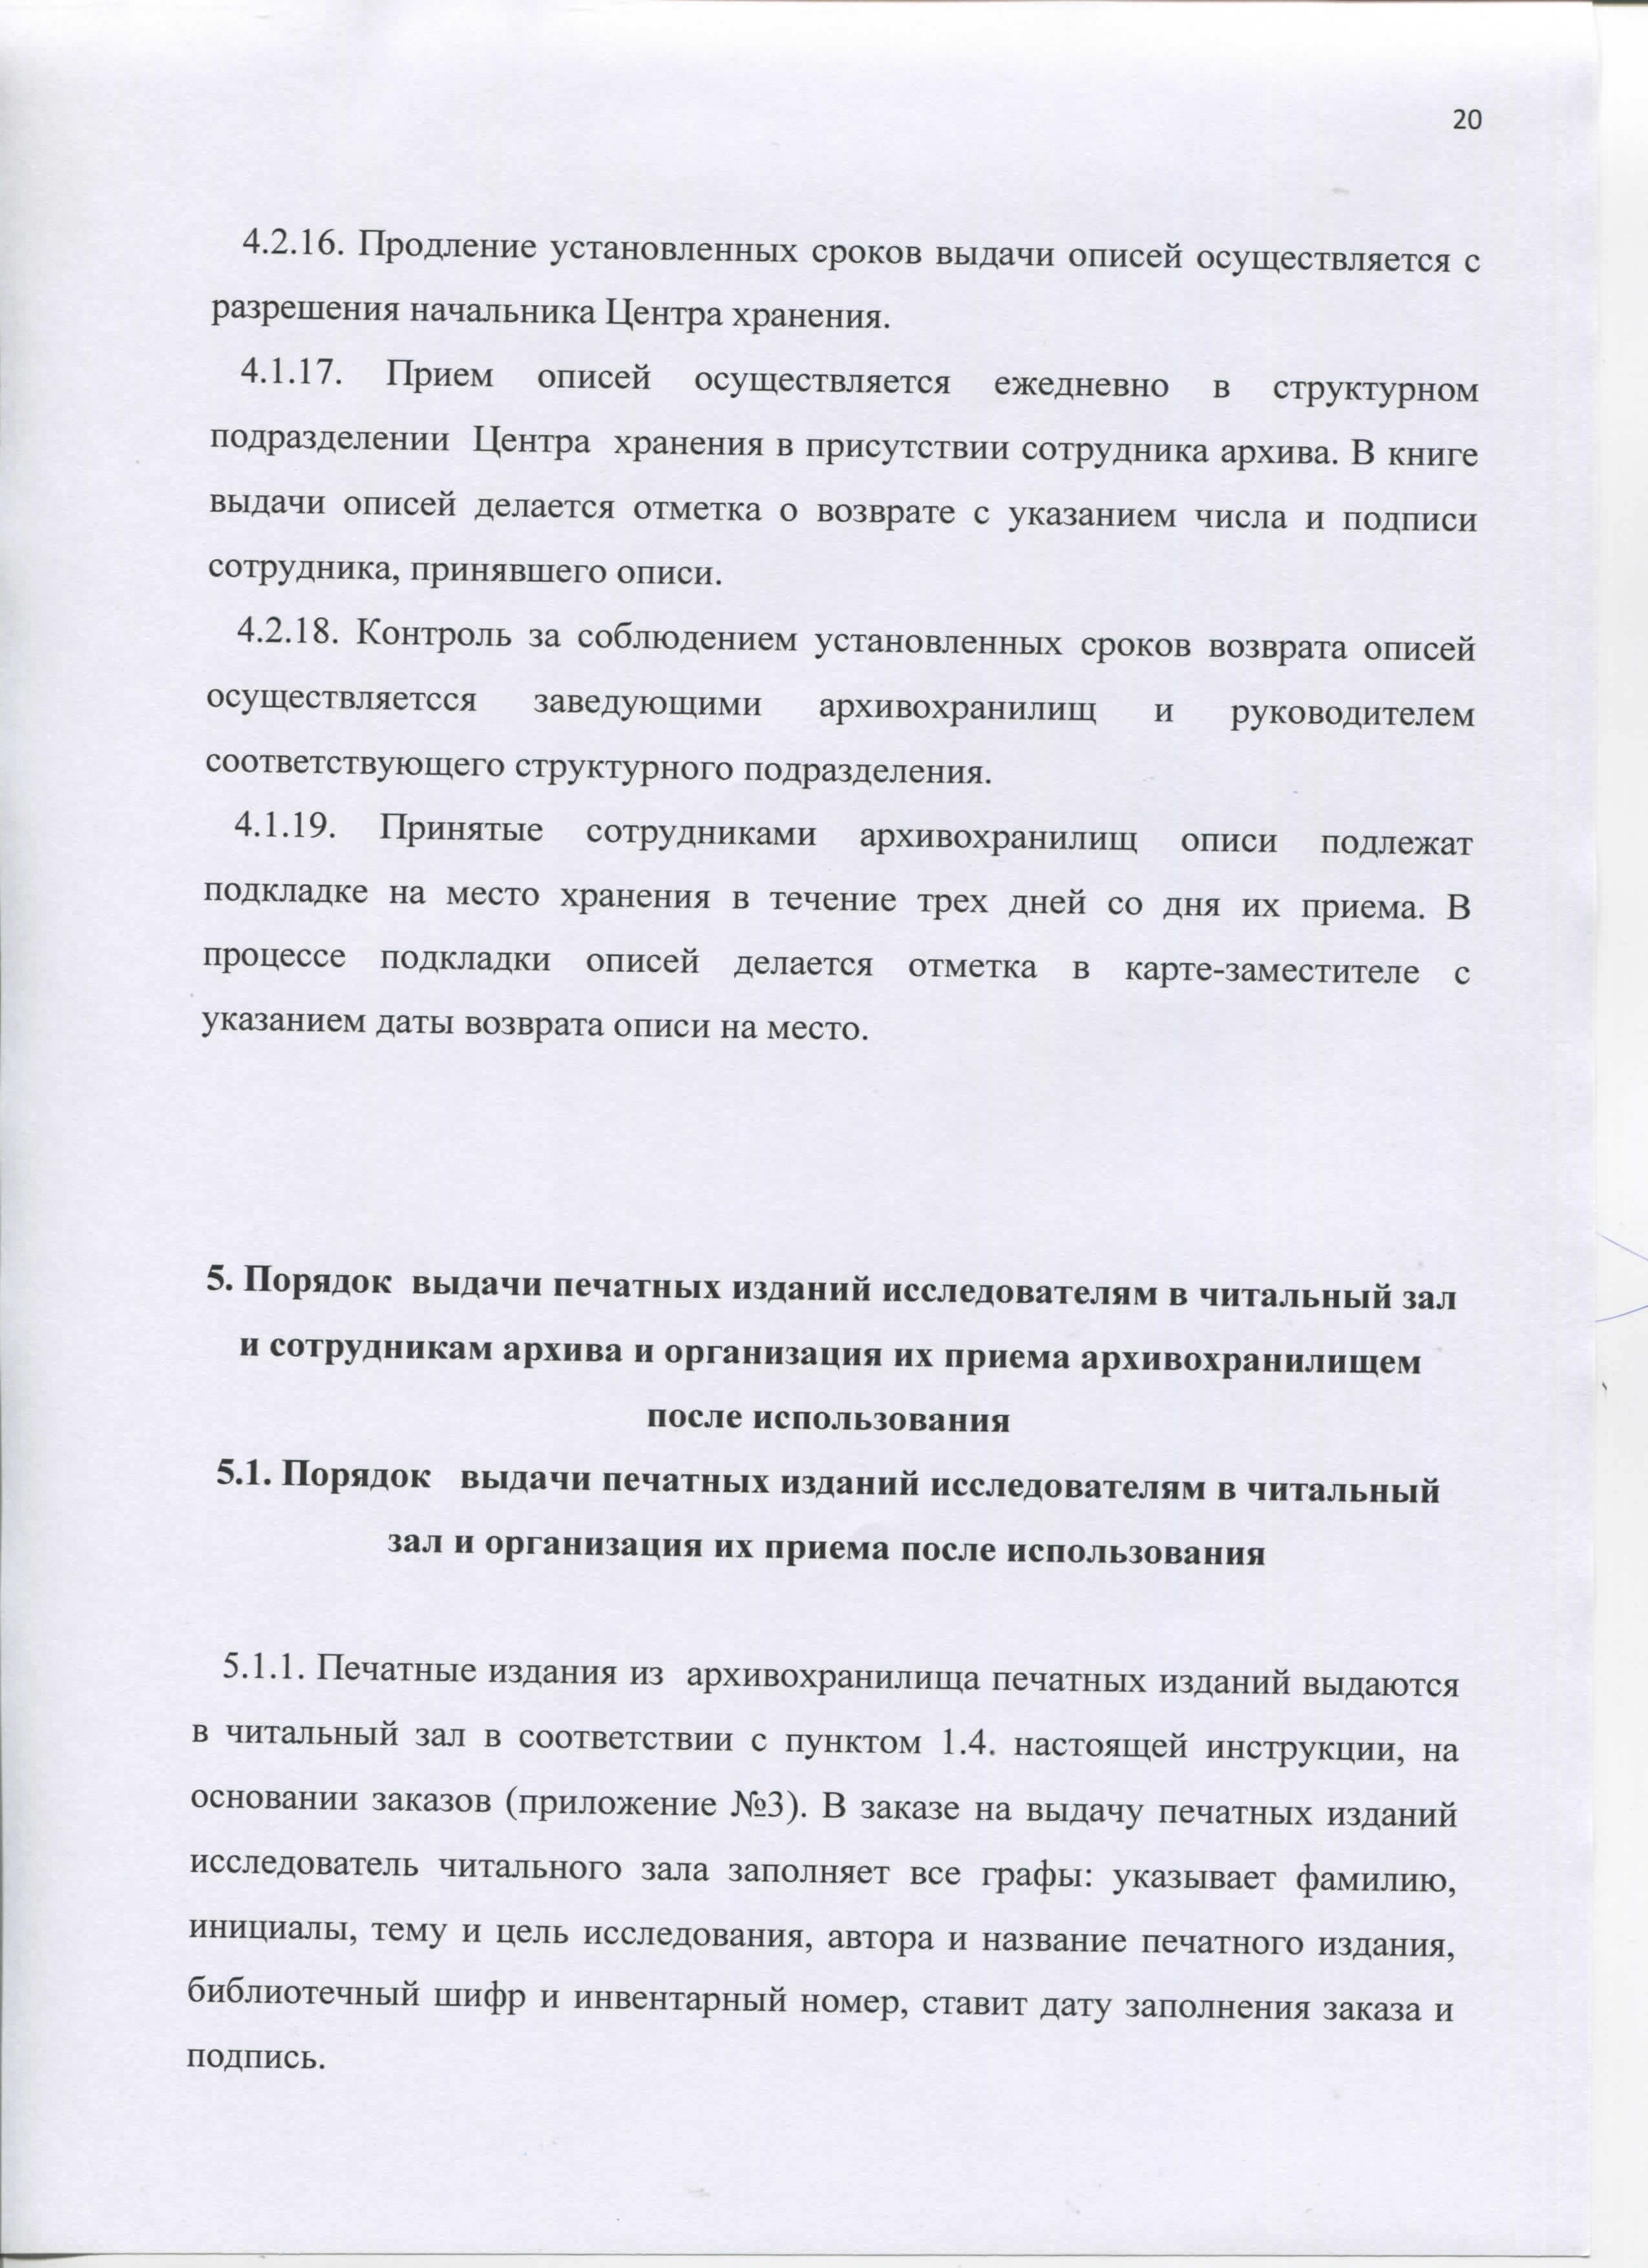 20
4.2.16. Продление установленных сроков выдачи описей осуществляется с
разрешения начальника Центра хранения.
4.1.17. Прием описей осуществляется ежедневно в структурном
подразделении Центра хранения в присутствии сотрудника архива. В книге
выдачи описей делается отметка о возврате с указанием числа и подписи
сотрудника, принявшего описи.
4.2.18. Контроль за соблюдением установленных сроков возврата описей
осуществляетсся заведующими архивохранилищ и руководителем
соответствующего структурного подразделения.
4.1.19. Принятые сотрудниками архивохранилищ описи подлежат
подкладке на место хранения в течение трех дней со дня их приема. В
процессе подкладки описей делается отметка в карте-заместителе с
указанием даты возврата описи на место.
5. Порядок выдачи печатных изданий исследователям в читальный зал
и сотрудникам архива и организация их приема архивохранилищем
после использования
5.1. Порядок выдачи печатных изданий исследователям в читальный
зал и организация их приема после использования
5.1.1. Печатные издания из архивохранилища печатных изданий выдаются
в читальный зал в соответствии с пунктом 1.4. настоящей инструкции, на
основании заказов (приложение №3). В заказе на выдачу печатных изданий
исследователь читального зала заполняет все графы: указывает фамилию,
инициалы, тему и цель исследования, автора и название печатного издания,
библиотечный шифр и инвентарный номер, ставит дату заполнения заказа и
подпись.